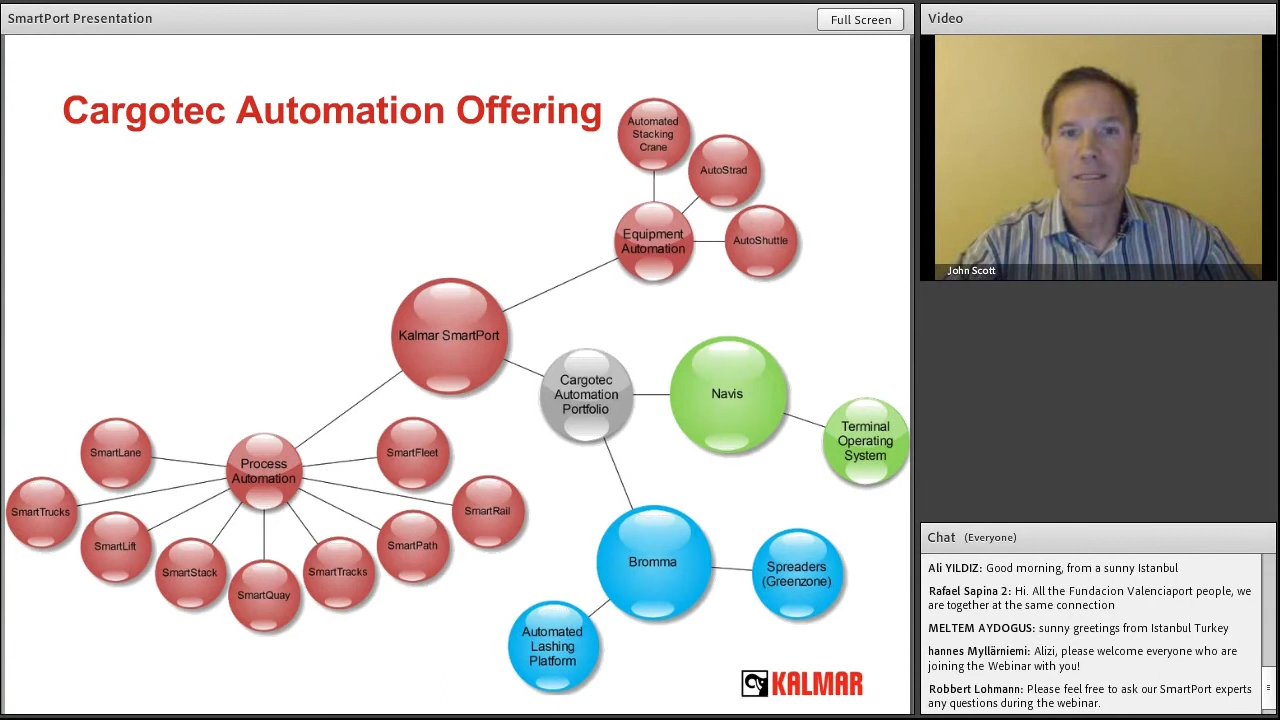 SmartPort Presentation
Full Screen
Video
Cargotec Automation Offering
Automated
Stacking
Crane
AutoStrad
Equipment
Automation
AutoShuttle
Kalmar SmartPort
Cargotec
Automation
Portfolio
Navis
Terminal
Operating
System
SmartLane
Process
Automation
SmartFleet
SmartTrucks
SmartLift
SmartStack
SmartQuay
SmartTracks
SmartPath
SmartRail
Bromma
Spreaders
(Greenzone)
Automated
Lashing
Platform
KALMAR
John Scott
Chat (Everyone)
Ali YILDIZ: Good morning, from a sunny Istanbul
Rafael Sapina 2: Hi. All the Fundacion Valenciaport people, we
are together at the same connection
MELTEM AYDOGUS: sunny greetings from Istanbul Turkey
hannes Myllärniemi: Alizi, please welcome everyone who are
joining the Webinar with you!
Robbert Lohmann: Please feel free to ask our SmartPort experts
any questions during the webinar.